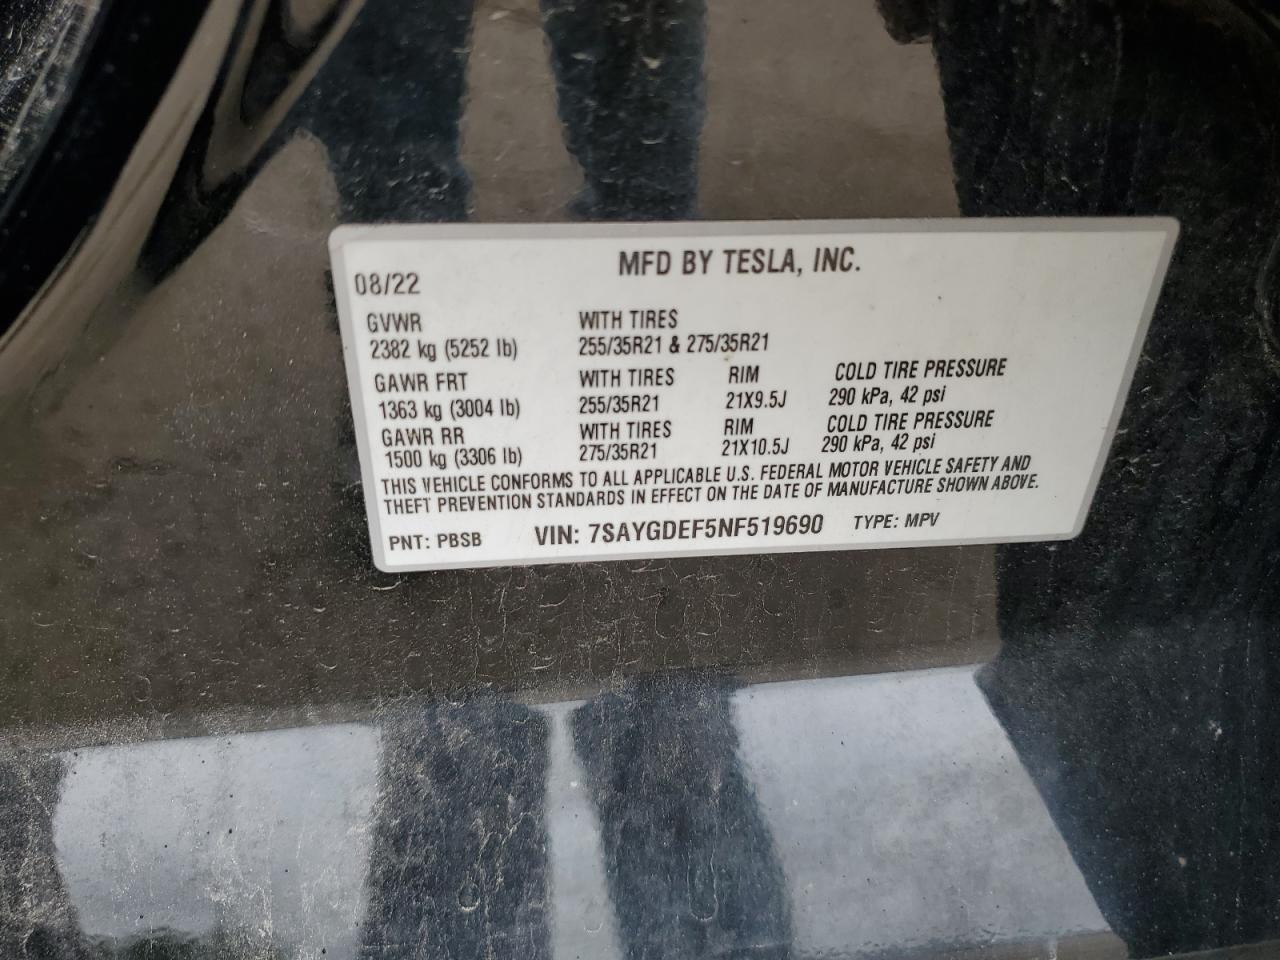 MFD BY TESLA, INC.
08/22
GVWR WITH TIRES
2382 kg (5252 lb) 255/35R21 & 275/35R21
GAWR FRT WITH TIRES RIM COLD TIRE PRESSURE
1363 kg (3004 lb) 255/35R21 21X9.5J 290 kPa, 42 psi
GAWR RR WITH TIRES RIM COLD TIRE PRESSURE
1500 kg (3306 lb) 275/35R21 21X10.5J 290 kPa, 42 psi
THIS VEHICLE CONFORMS TO ALL APPLICABLE U.S. FEDERAL MOTOR VEHICLE SAFETY AND
THEFT PREVENTION STANDARDS IN EFFECT ON THE DATE OF MANUFACTURE SHOWN ABOVE.
PNT: PBSB VIN: 7SAYGDEF5NF519690 TYPE: MPV